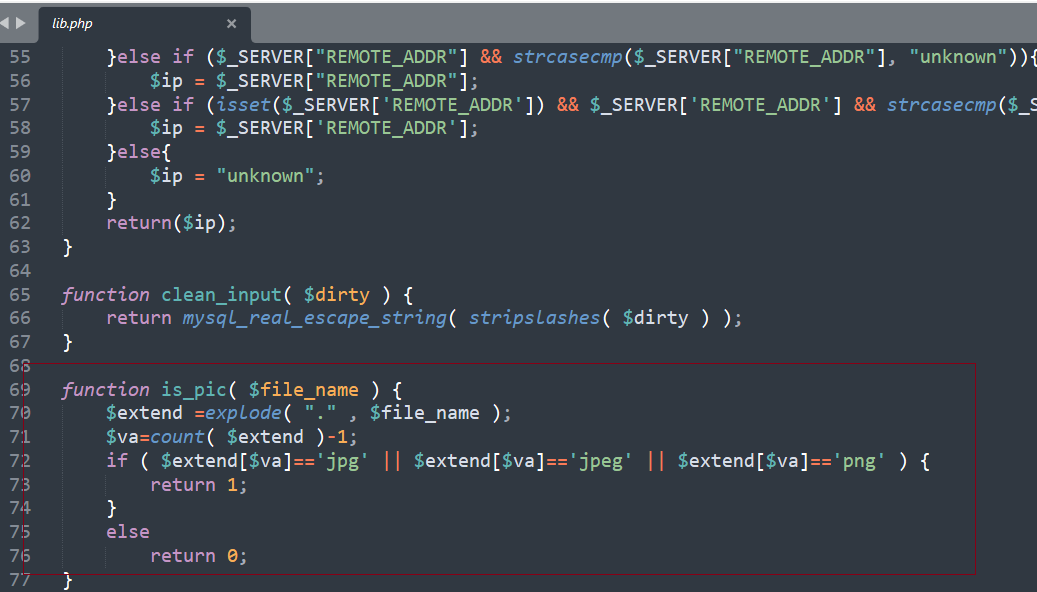 lib.php ×
55 }else if ($_SERVER["REMOTE_ADDR"] && strcasecmp($_SERVER["REMOTE_ADDR"], "unknown")){
56 $ip = $_SERVER["REMOTE_ADDR"];
57 }else if (isset($_SERVER['REMOTE_ADDR']) && $_SERVER['REMOTE_ADDR'] && strcasecmp($_S
58 $ip = $_SERVER['REMOTE_ADDR'];
59 }else{
60 $ip = "unknown";
61 }
62 return($ip);
63 }
64
65 function clean_input( $dirty ) {
66 return mysql_real_escape_string( stripslashes( $dirty ) );
67 }
68
69 function is_pic( $file_name ) {
70 $extend =explode( "." , $file_name );
71 $va=count( $extend )-1;
72 if ( $extend[$va]=='jpg' || $extend[$va]=='jpeg' || $extend[$va]=='png' ) {
73 return 1;
74 }
75 else
76 return 0;
77 }